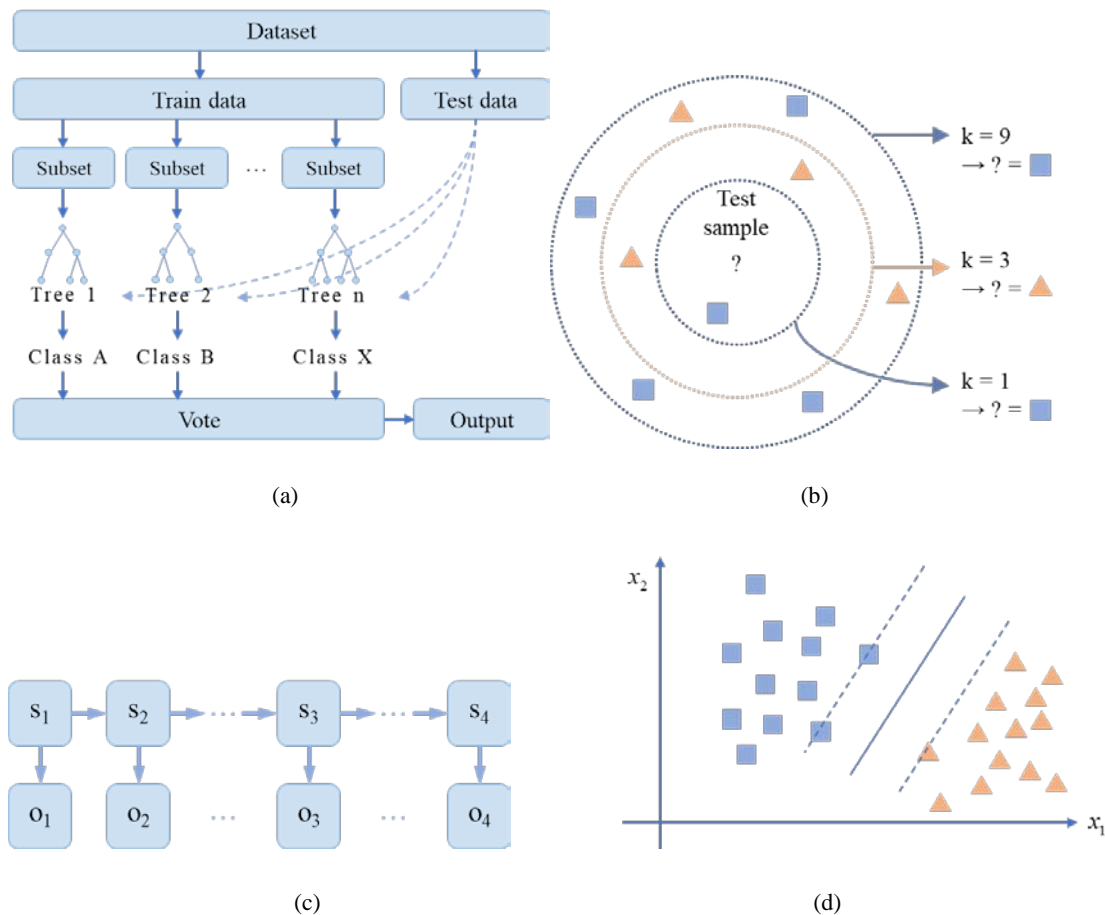 Dataset
Train data
Test data
Subset
Subset
...
Subset
Tree 1
Tree 2
Tree n
Class A
Class B
Class X
Vote
Output
(a)
Test
sample
?
k = 9
→ ? =
k = 3
→ ? =
k = 1
→ ? =
(b)
s1
s2
...
s3
...
s4
o1
o2
...
o3
...
o4
(c)
x2
x1
(d)